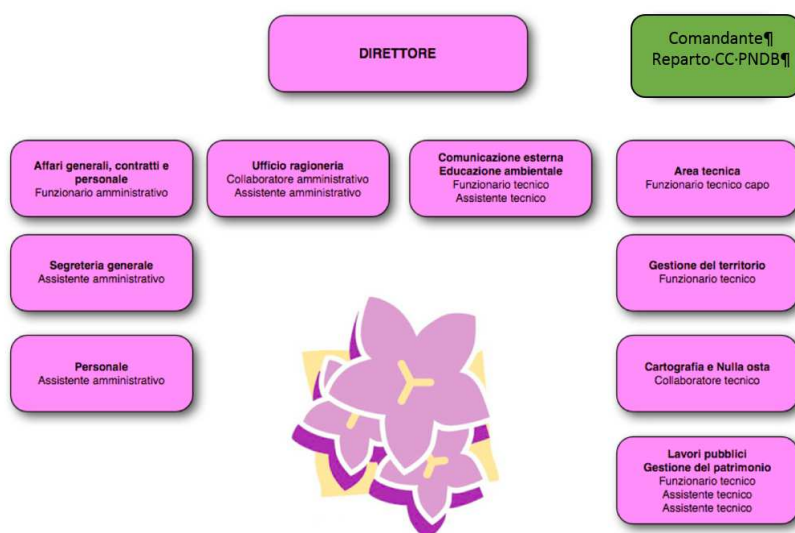 DIRETTORE
Comandante¶
Reparto·CC·PNDB¶
Affari generali, contratti e
personale
Funzionario amministrativo
Ufficio ragioneria
Collaboratore amministrativo
Assistente amministrativo
Comunicazione esterna
Educazione ambientale
Funzionario tecnico
Assistente tecnico
Area tecnica
Funzionario tecnico capo
Segreteria generale
Assistente amministrativo
Gestione del territorio
Funzionario tecnico
Personale
Assistente amministrativo
Cartografia e Nulla osta
Collaboratore tecnico
Lavori pubblici
Gestione del patrimonio
Funzionario tecnico
Assistente tecnico
Assistente tecnico